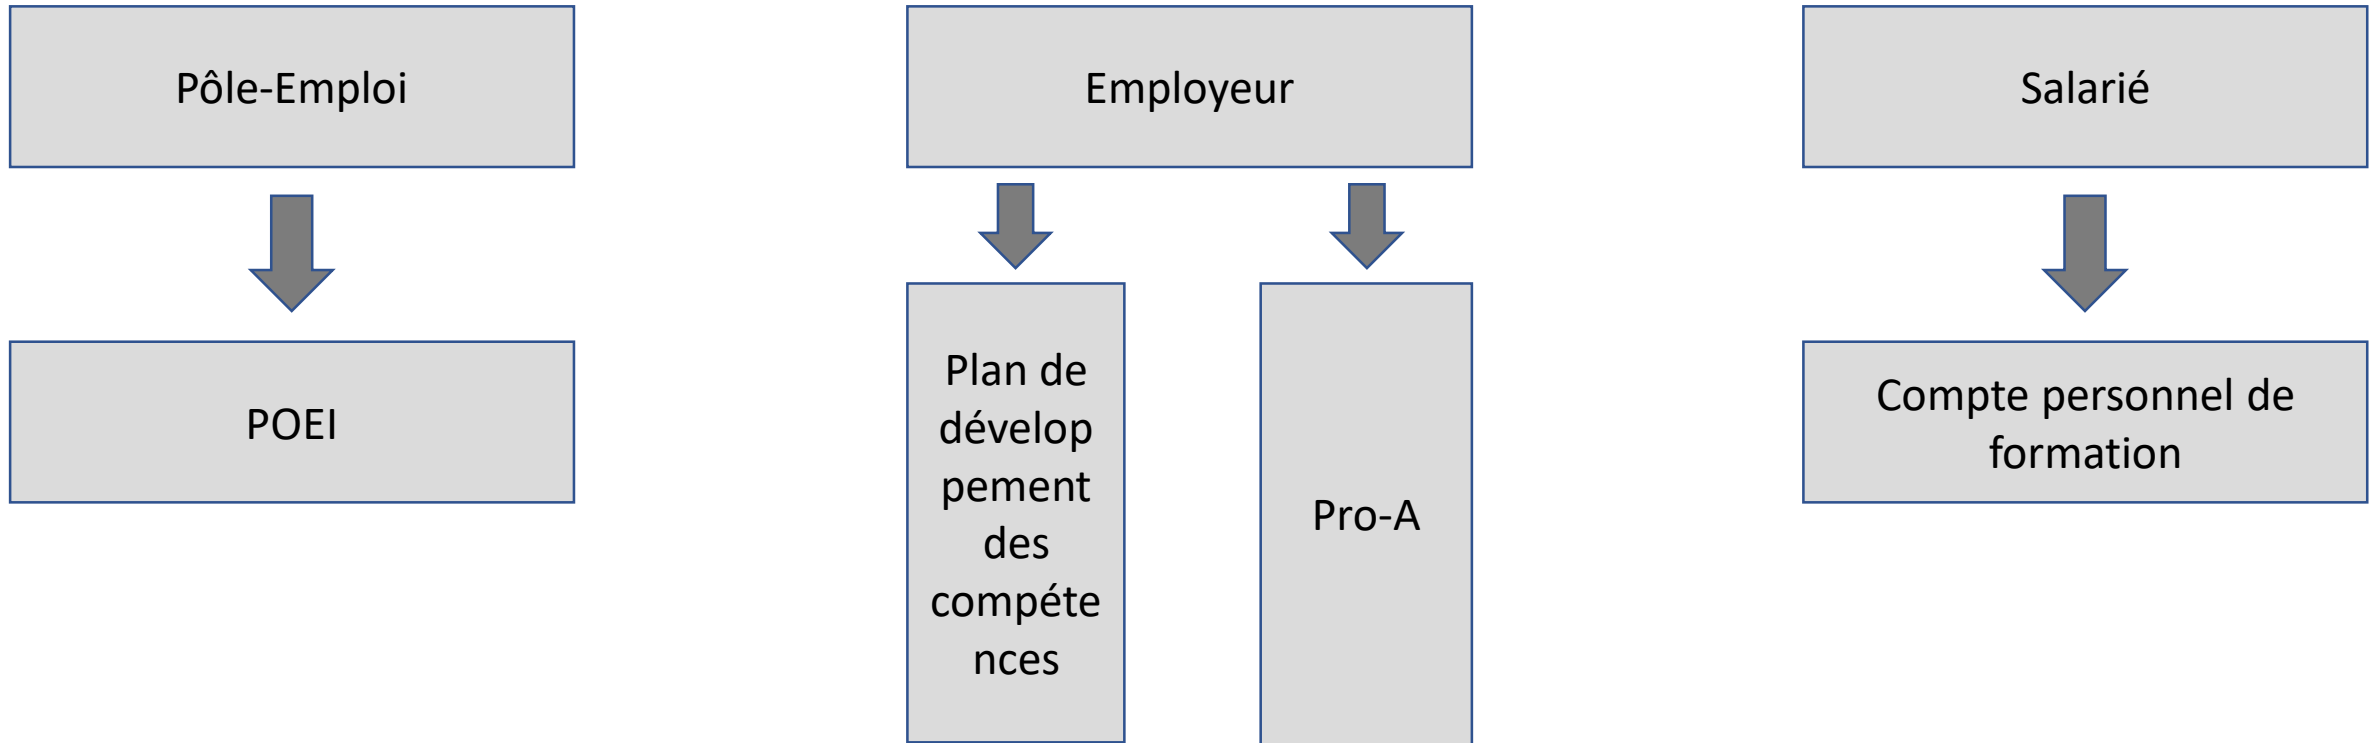 Pôle-Emploi
Employeur
Salarié
POEI
Plan de
dévelop
pement
des
compéte
nces
Pro-A
Compte personnel de
formation